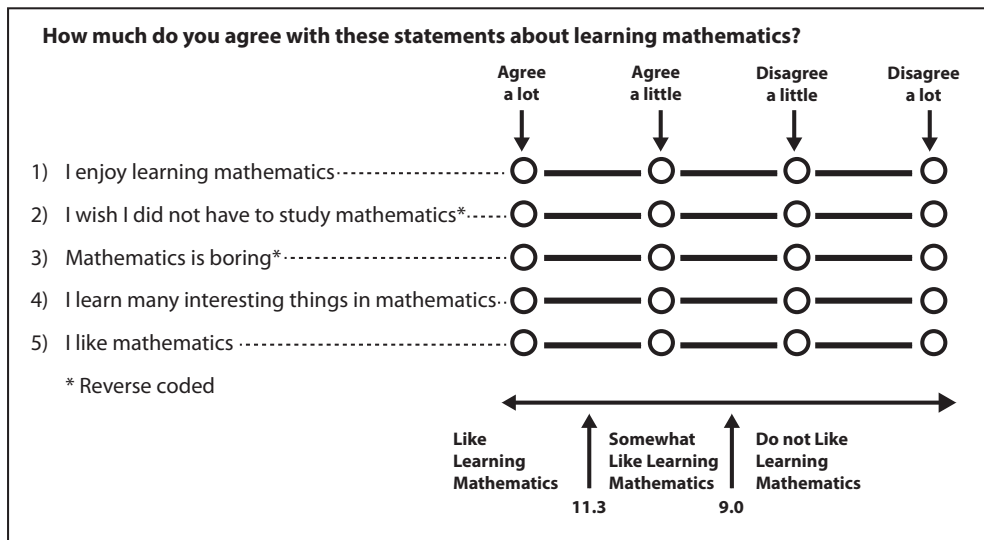 How much do you agree with these statements about learning mathematics?
Agree a lot
Agree a little
Disagree a little
Disagree a lot
1) I enjoy learning mathematics
2) I wish I did not have to study mathematics*
3) Mathematics is boring*
4) I learn many interesting things in mathematics
5) I like mathematics
* Reverse coded
Like Learning Mathematics
Somewhat Like Learning Mathematics
Do not Like Learning Mathematics
11.3
9.0